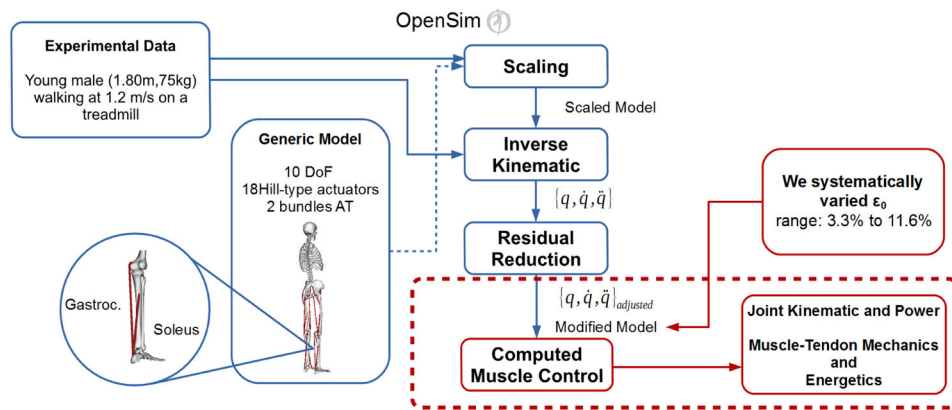 OpenSim
Experimental Data
Young male (1.80m,75kg)
walking at 1.2 m/s on a
treadmill
Scaling
Scaled Model
Generic Model
10 DoF
18Hill-type actuators
2 bundles AT
Inverse
Kinematic
{q, q̇, q̈}
We systematically
varied ε₀
range: 3.3% to 11.6%
Residual
Reduction
Gastroc.
Soleus
{q, q̇, q̈}adjusted
Modified Model
Computed
Muscle Control
Joint Kinematic and Power
Muscle-Tendon Mechanics
and
Energetics